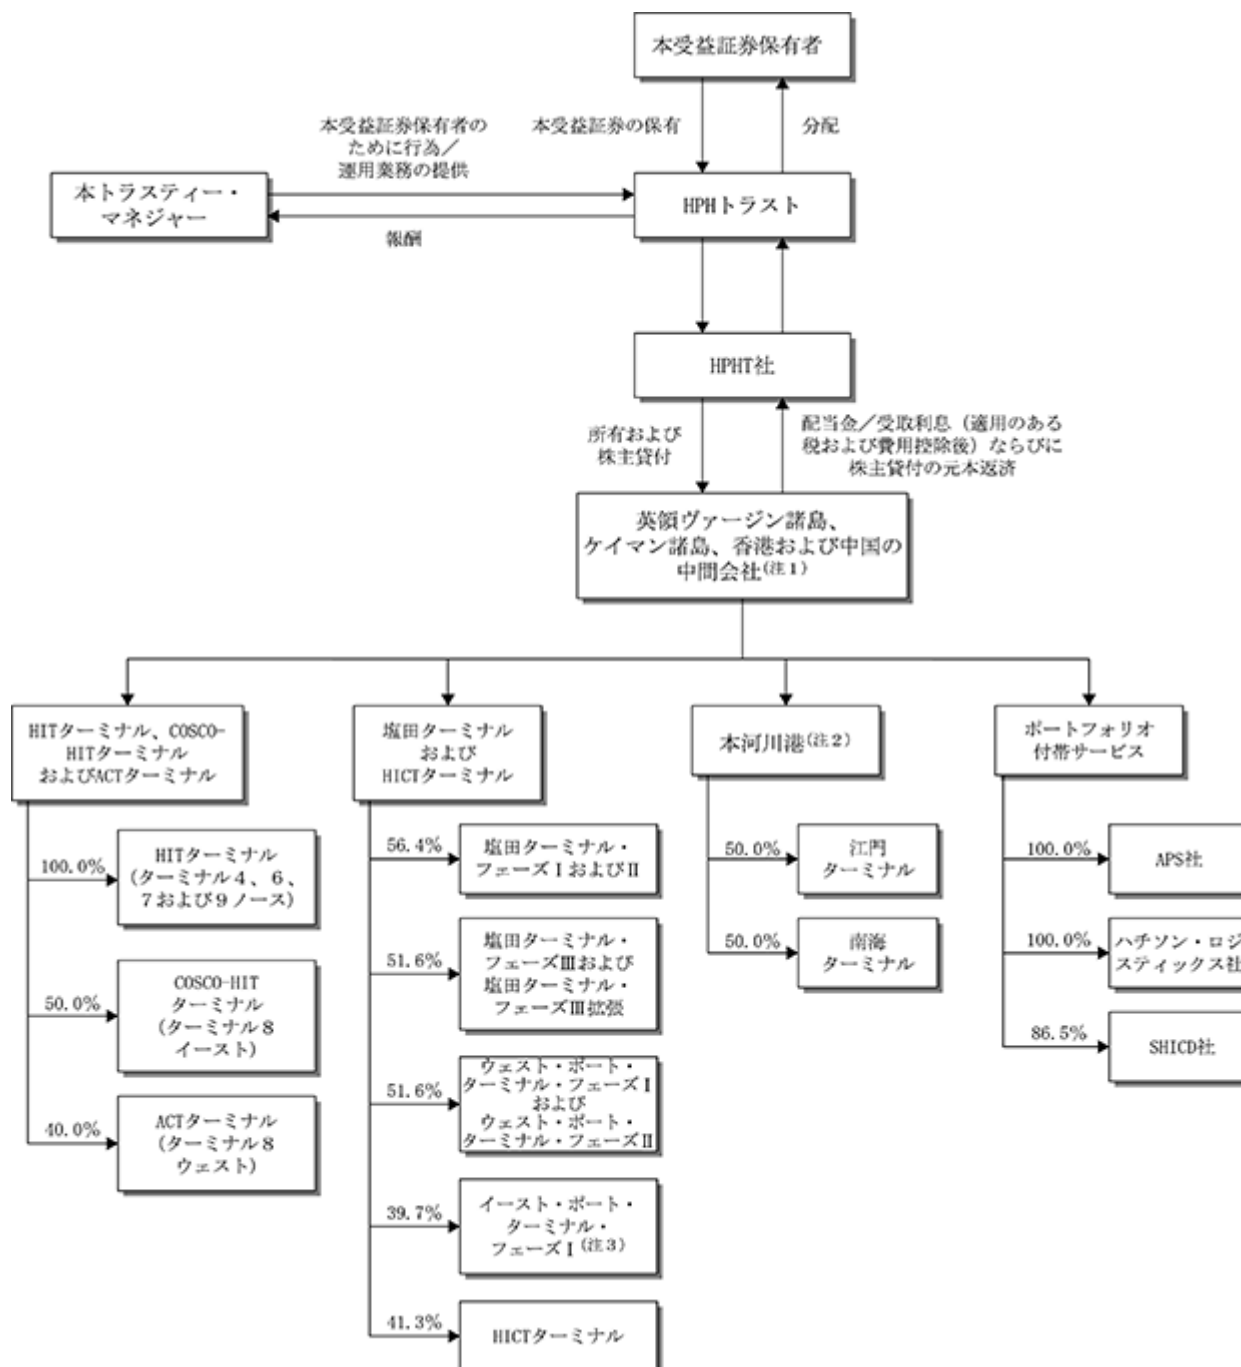 本受益証券保有者
本受益証券保有者の
ために行為／
運用業務の提供
本受益証券の保有
分配
本トラスティー・
マネジャー
HPHトラスト
報酬
HPHT社
所有および
株主貸付
配当金／受取利息（適用のある
税および費用控除後）ならびに
株主貸付の元本返済
英領ヴァージン諸島、
ケイマン諸島、香港および中国の
中間会社(注１)
HITターミナル、COSCO-
HITターミナル
およびACTターミナル
100.0%
HITターミナル
（ターミナル４、６、
７および９ノース）
50.0%
COSCO-HIT
ターミナル
（ターミナル８
イースト）
40.0%
ACTターミナル
（ターミナル８
ウェスト）
塩田ターミナル
および
HICTターミナル
56.4%
塩田ターミナル・
フェーズⅠおよびⅡ
51.6%
塩田ターミナル・
フェーズⅢおよび
塩田ターミナル・
フェーズⅢ拡張
51.6%
ウェスト・ポート・
ターミナル・フェーズⅠ
および
ウェスト・ポート・
ターミナル・フェーズⅡ
39.7%
イースト・ポート・
ターミナル・
フェーズⅠ(注３)
41.3%
HICTターミナル
本河川港(注２)
50.0%
江門
ターミナル
50.0%
南海
ターミナル
ポートフォリオ
付帯サービス
100.0%
APS社
100.0%
ハチソン・ロジ
スティックス社
86.5%
SHICD社